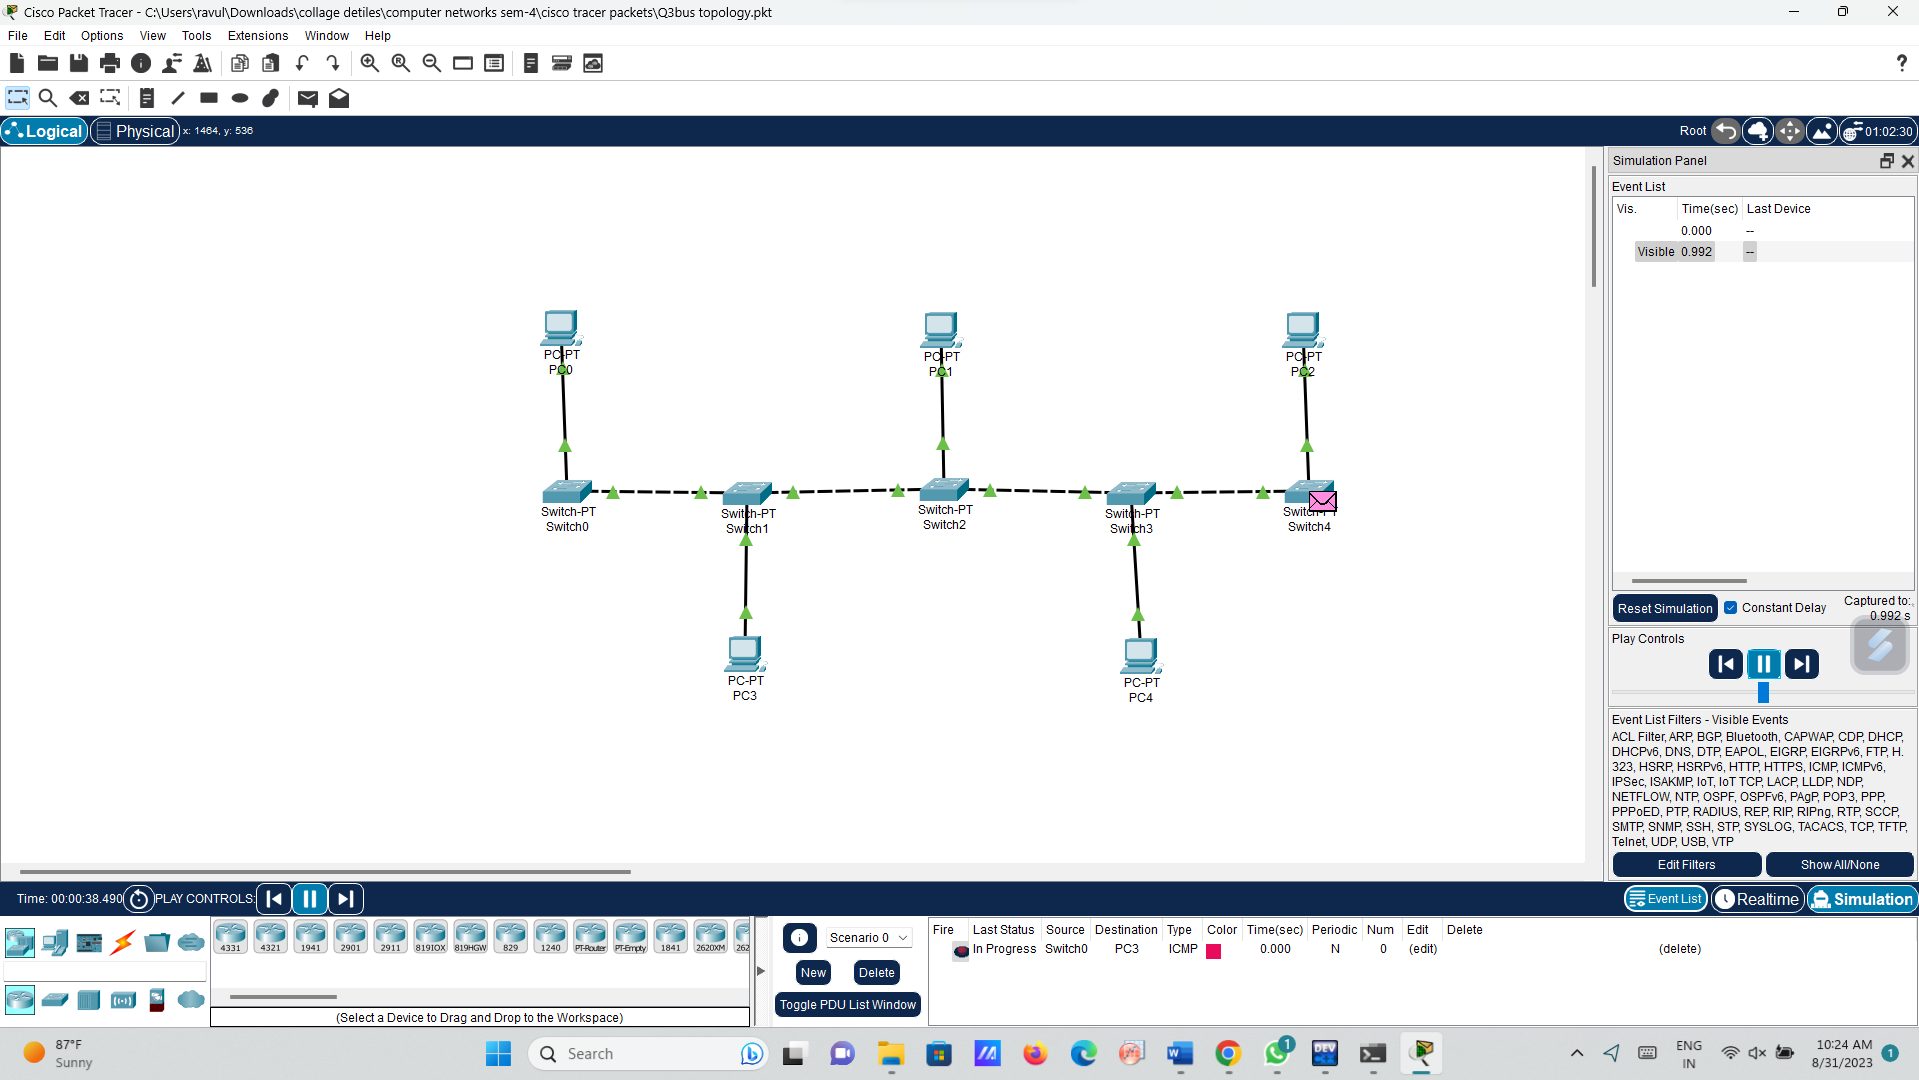 Cisco Packet Tracer - C:\Users\ravul\Downloads\collage detiles\computer networks sem-4\cisco tracer packets\Q3bus topology.pkt
File Edit Options View Tools Extensions Window Help
?
Logical Physical x: 1464, y: 536
Root 01:02:30
Simulation Panel
Event List
Vis. Time(sec) Last Device
0.000 --
Visible 0.992 --
PC-PT
PC0
PC-PT
PC1
PC-PT
PC2
Switch-PT
Switch0
Switch-PT
Switch1
Switch-PT
Switch2
Switch-PT
Switch3
Switch-PT
Switch4
PC-PT
PC3
PC-PT
PC4
Reset Simulation Constant Delay Captured to:
0.992 s
Play Controls
Event List Filters - Visible Events
ACL Filter, ARP, BGP, Bluetooth, CAPWAP, CDP, DHCP,
DHCPv6, DNS, DTP, EAPOL, EIGRP, EIGRPv6, FTP, H.
323, HSRP, HSRPv6, HTTP, HTTPS, ICMP, ICMPv6,
IPSec, ISAKMP, IoT, IoT TCP, LACP, LLDP, NDP,
NETFLOW, NTP, OSPF, OSPFv6, PAgP, POP3, PPP,
PPPoED, PTP, RADIUS, REP, RIP, RIPng, RTP, SCCP,
SMTP, SNMP, SSH, STP, SYSLOG, TACACS, TCP, TFTP,
Telnet, UDP, USB, VTP
Edit Filters Show All/None
Time: 00:00:38.490 PLAY CONTROLS:
Event List Realtime Simulation
4331 4321 1941 2901 2911 819IOX 819HGW 829 1240 PT-Router PT-Empty 1841 2620XM 262
(Select a Device to Drag and Drop to the Workspace)
Scenario 0
New Delete
Toggle PDU List Window
Fire Last Status Source Destination Type Color Time(sec) Periodic Num Edit Delete
In Progress Switch0 PC3 ICMP 0.000 N 0 (edit) (delete)
87°F
Sunny
Search
1
DEV
ENG
IN
10:24 AM
8/31/2023
1